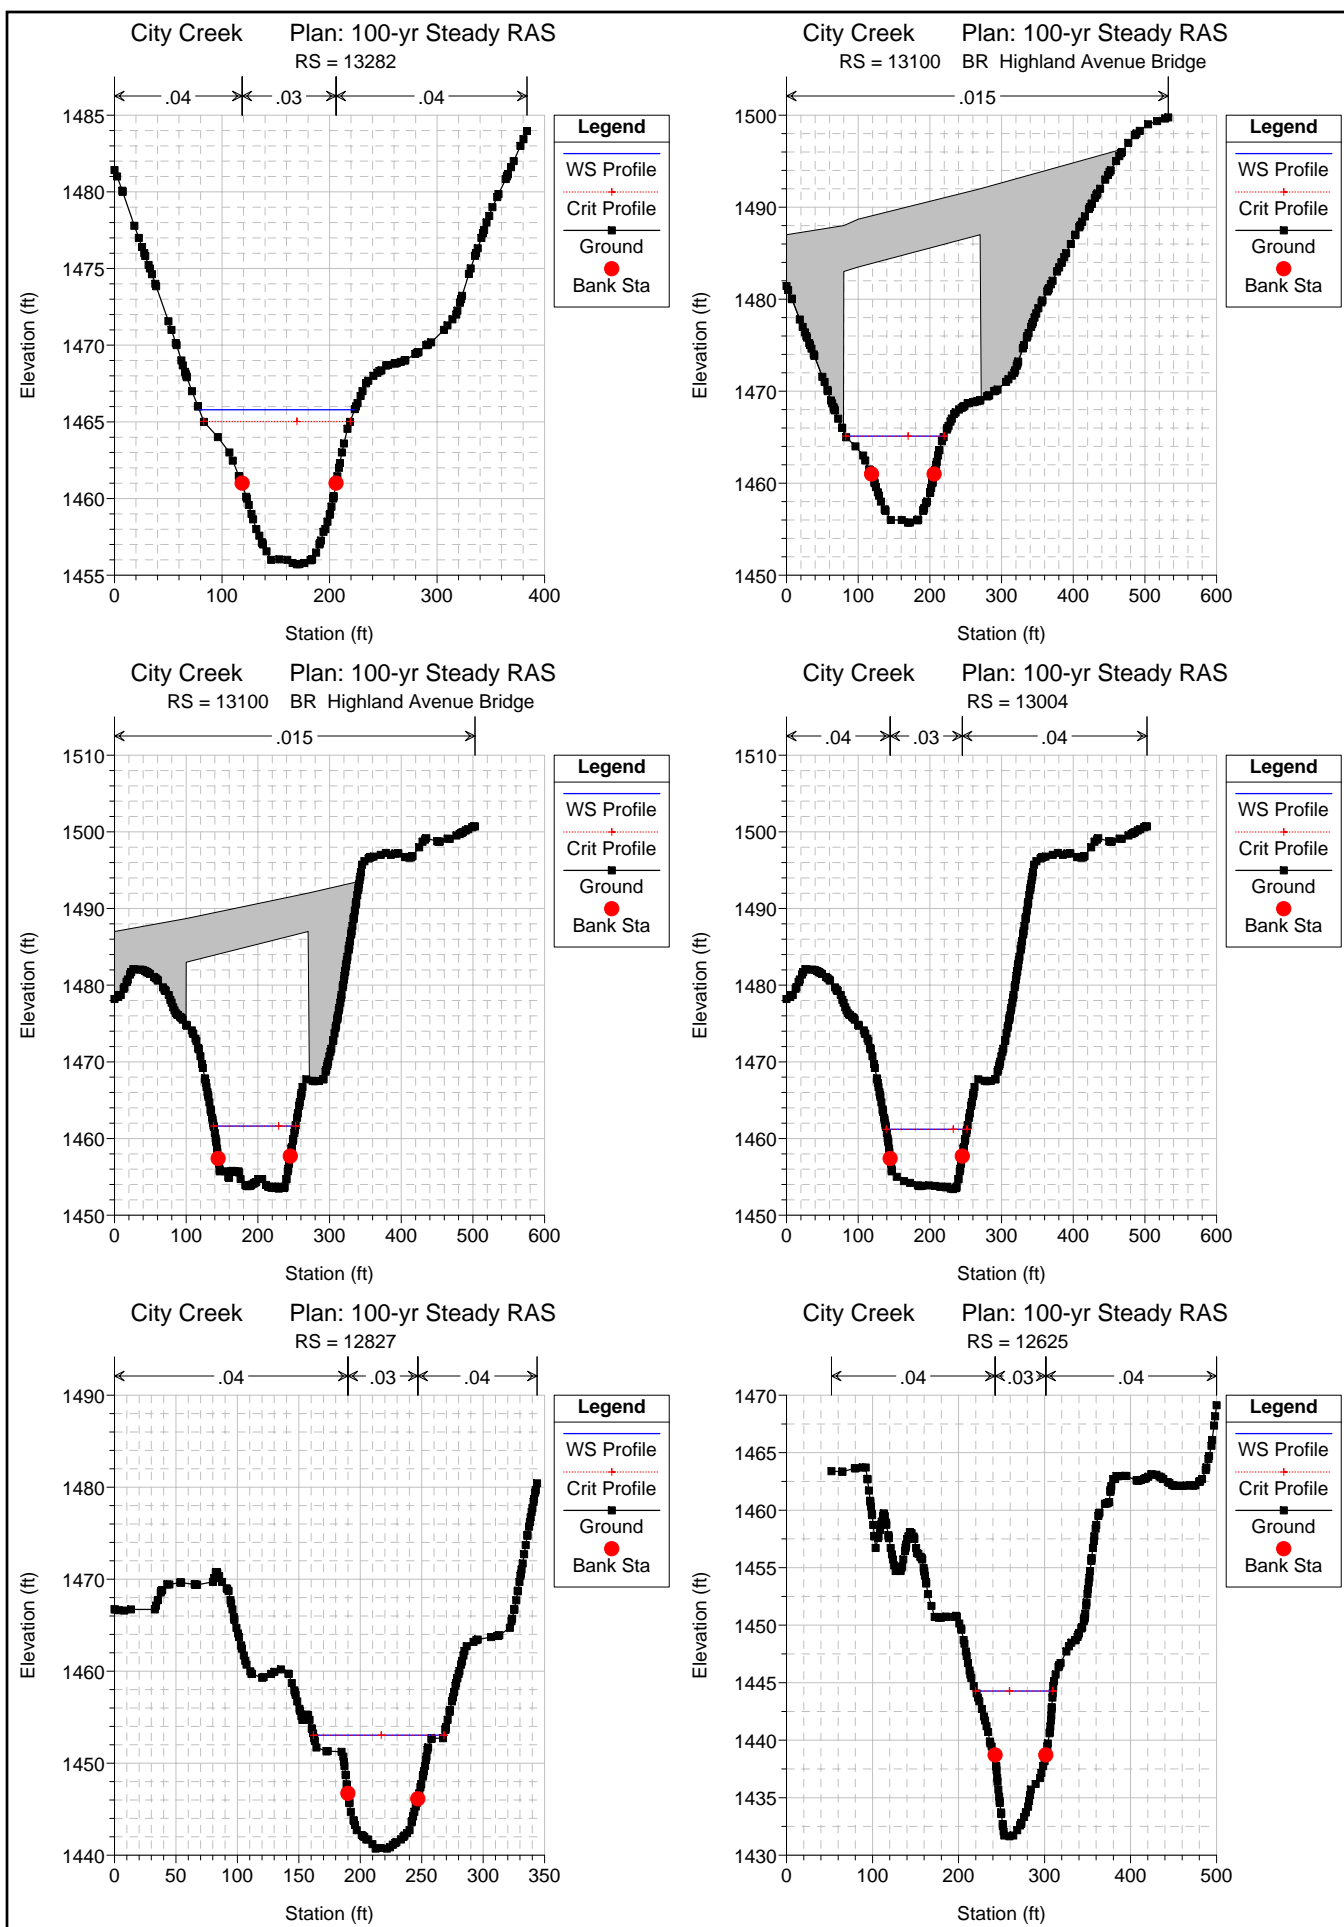 City Creek Plan: 100-yr Steady RAS
RS = 13282
.04 .03 .04
1485
1480
1475
1470
1465
1460
1455
Elevation (ft)
0 100 200 300 400
Station (ft)
Legend
WS Profile
Crit Profile
Ground
Bank Sta
City Creek Plan: 100-yr Steady RAS
RS = 13100 BR Highland Avenue Bridge
.015
1500
1490
1480
1470
1460
1450
Elevation (ft)
0 100 200 300 400 500 600
Station (ft)
Legend
WS Profile
Crit Profile
Ground
Bank Sta
City Creek Plan: 100-yr Steady RAS
RS = 13100 BR Highland Avenue Bridge
.015
1510
1500
1490
1480
1470
1460
1450
Elevation (ft)
0 100 200 300 400 500 600
Station (ft)
Legend
WS Profile
Crit Profile
Ground
Bank Sta
City Creek Plan: 100-yr Steady RAS
RS = 13004
.04 .03 .04
1510
1500
1490
1480
1470
1460
1450
Elevation (ft)
0 100 200 300 400 500 600
Station (ft)
Legend
WS Profile
Crit Profile
Ground
Bank Sta
City Creek Plan: 100-yr Steady RAS
RS = 12827
.04 .03 .04
1490
1480
1470
1460
1450
1440
Elevation (ft)
0 50 100 150 200 250 300 350
Station (ft)
Legend
WS Profile
Crit Profile
Ground
Bank Sta
City Creek Plan: 100-yr Steady RAS
RS = 12625
.04 .03 .04
1470
1465
1460
1455
1450
1445
1440
1435
1430
Elevation (ft)
0 100 200 300 400 500
Station (ft)
Legend
WS Profile
Crit Profile
Ground
Bank Sta